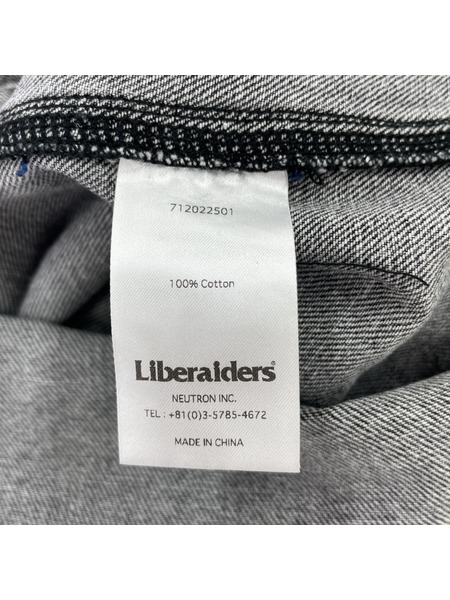 712022501
100% Cotton
Liberaiders®
NEUTRON INC.
TEL : +81(0)3-5785-4672
MADE IN CHINA